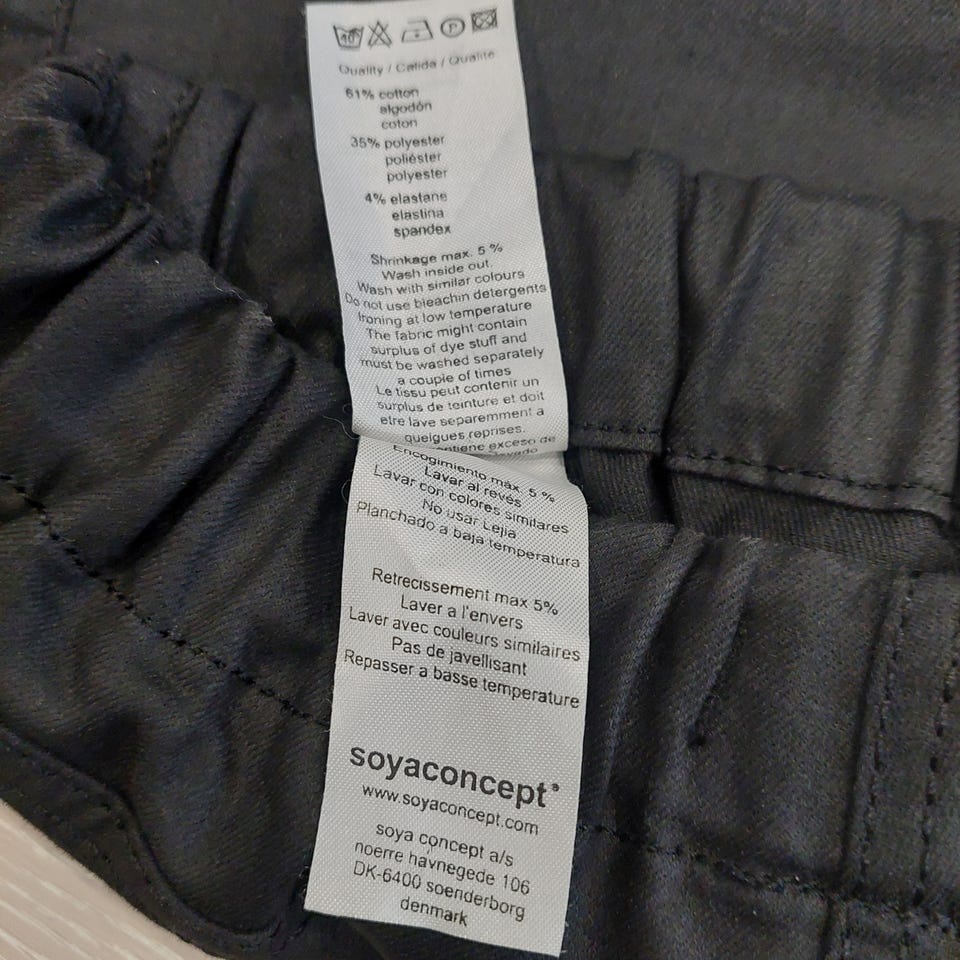 Quality / Calida / Qualite
61% cotton
algodón
coton
35% polyester
poliéster
polyester
4% elastane
elastina
spandex
Shrinkage max. 5 %
Wash inside out.
Wash with similar colours
Do not use bleachin detergents
Ironing at low temperature
The fabric might contain
surplus of dye stuff and
must be washed separately
a couple of times
Le tissu peut contenir un
surplus de teinture et doit
etre lave separemment a
quelgues reprises.
exceso de
Encogimiento máx. 5 %
Lavar al revés
Lavar con colores similares
No usar Lejia
Planchado a baja temperatura
Retrecissement max 5%
Laver a l'envers
Laver avec couleurs similaires
Pas de javellisant
Repasser a basse temperature
soyaconcept®
www.soyaconcept.com
soya concept a/s
noerre havnegede 106
DK-6400 soenderborg
denmark